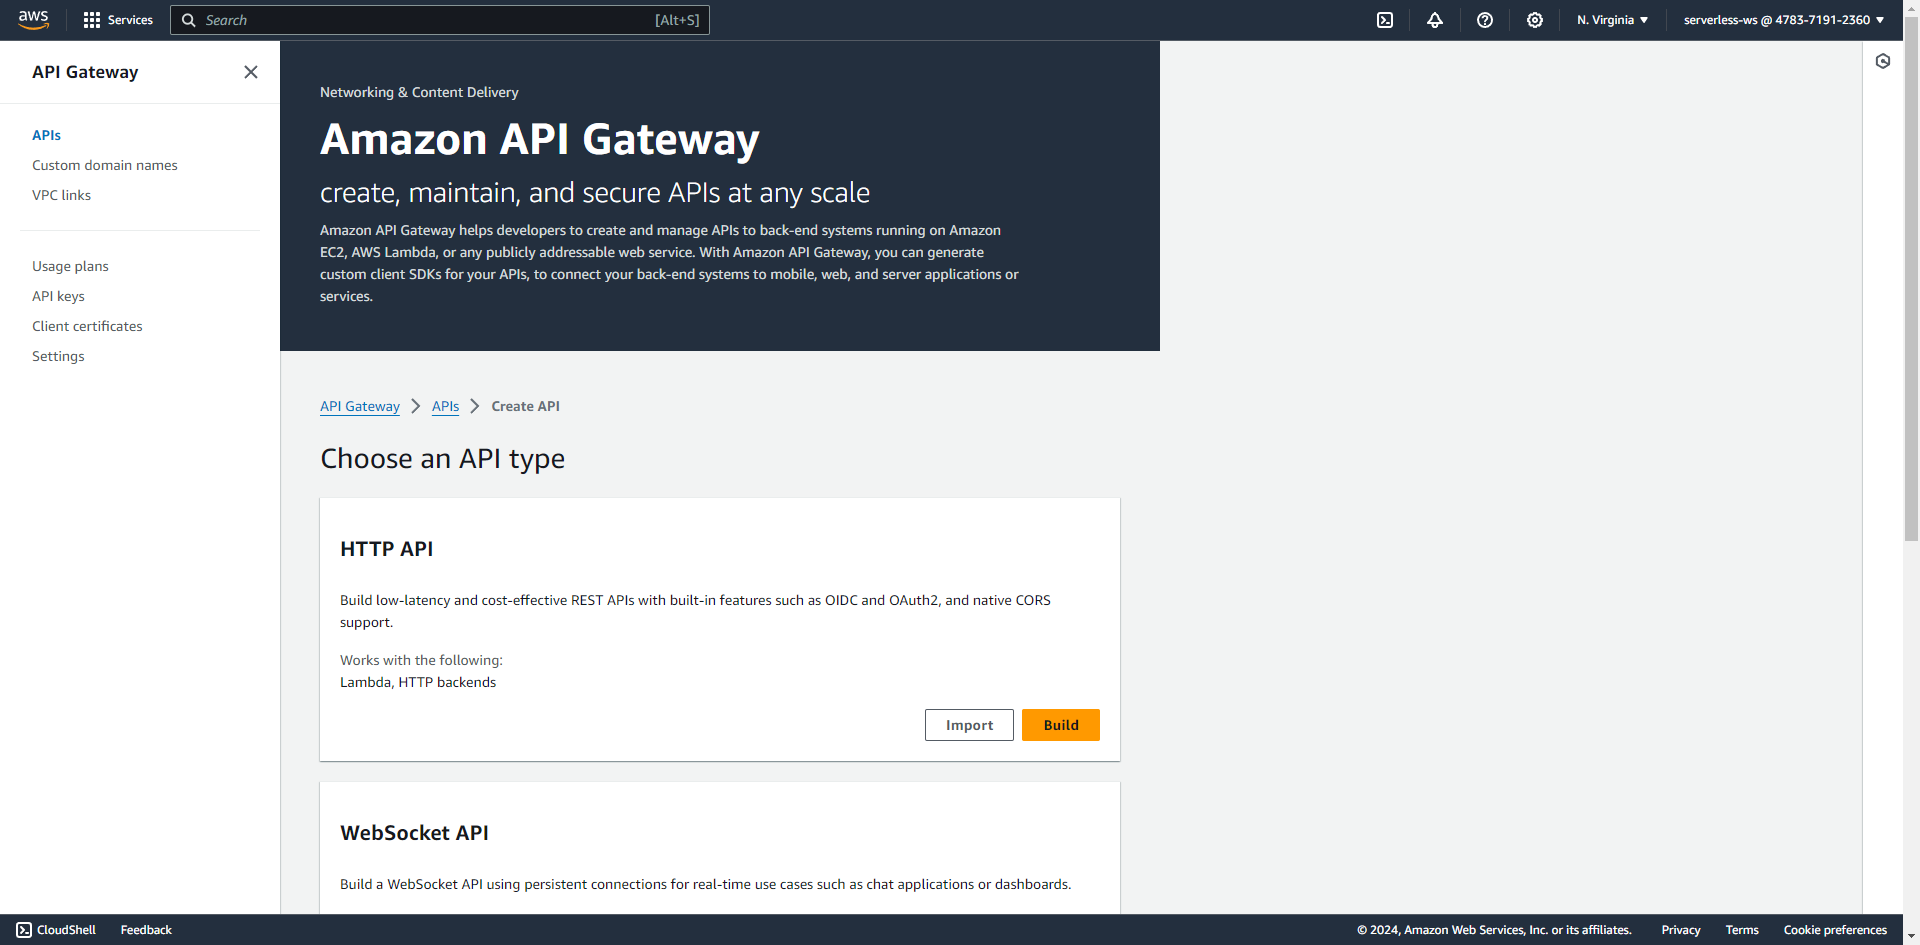 aws
Services
Search
[Alt+S]
N. Virginia
serverless-ws @ 4783-7191-2360
API Gateway
APIs
Custom domain names
VPC links
Usage plans
API keys
Client certificates
Settings
Networking & Content Delivery
Amazon API Gateway
create, maintain, and secure APIs at any scale
Amazon API Gateway helps developers to create and manage APIs to back-end systems running on Amazon
EC2, AWS Lambda, or any publicly addressable web service. With Amazon API Gateway, you can generate
custom client SDKs for your APIs, to connect your back-end systems to mobile, web, and server applications or
services.
API Gateway
APIs
Create API
Choose an API type
HTTP API
Build low-latency and cost-effective REST APIs with built-in features such as OIDC and OAuth2, and native CORS
support.
Works with the following:
Lambda, HTTP backends
Import
Build
WebSocket API
Build a WebSocket API using persistent connections for real-time use cases such as chat applications or dashboards.
CloudShell
Feedback
© 2024, Amazon Web Services, Inc. or its affiliates.
Privacy
Terms
Cookie preferences